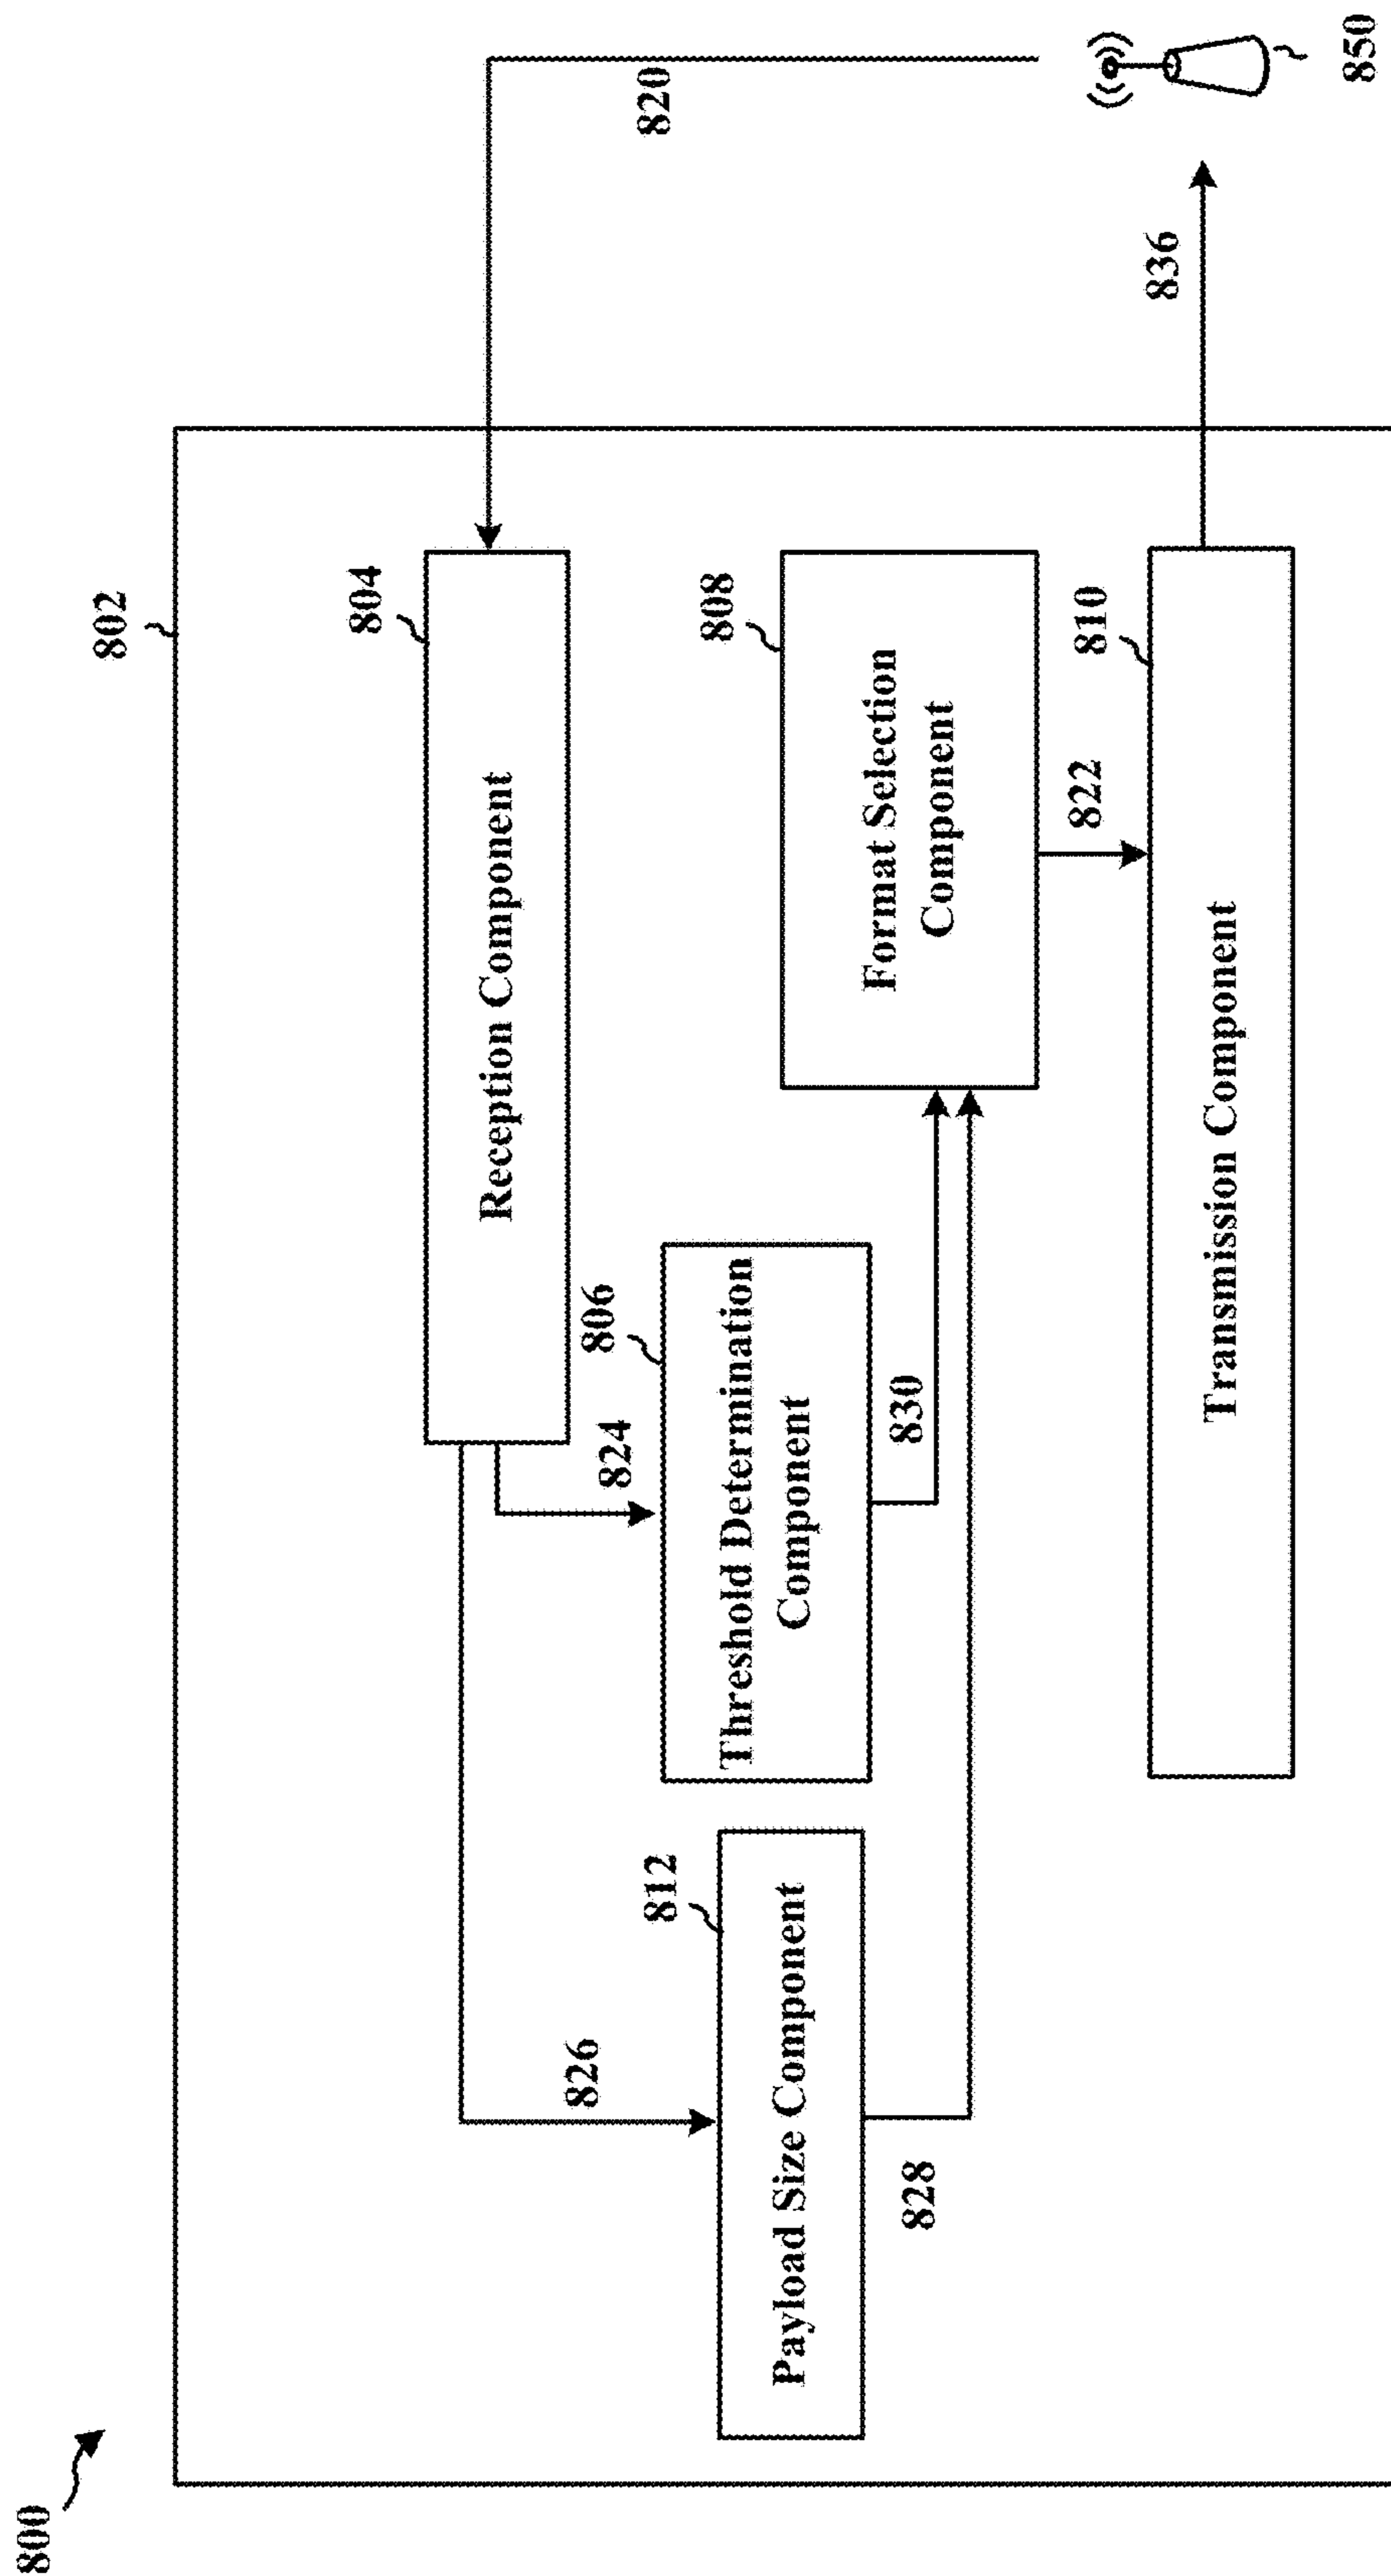 800
802
804
Reception Component
820
826
824
806
Threshold Determination
Component
812
Payload Size Component
808
Format Selection
Component
828
830
822
810
Transmission Component
836
850